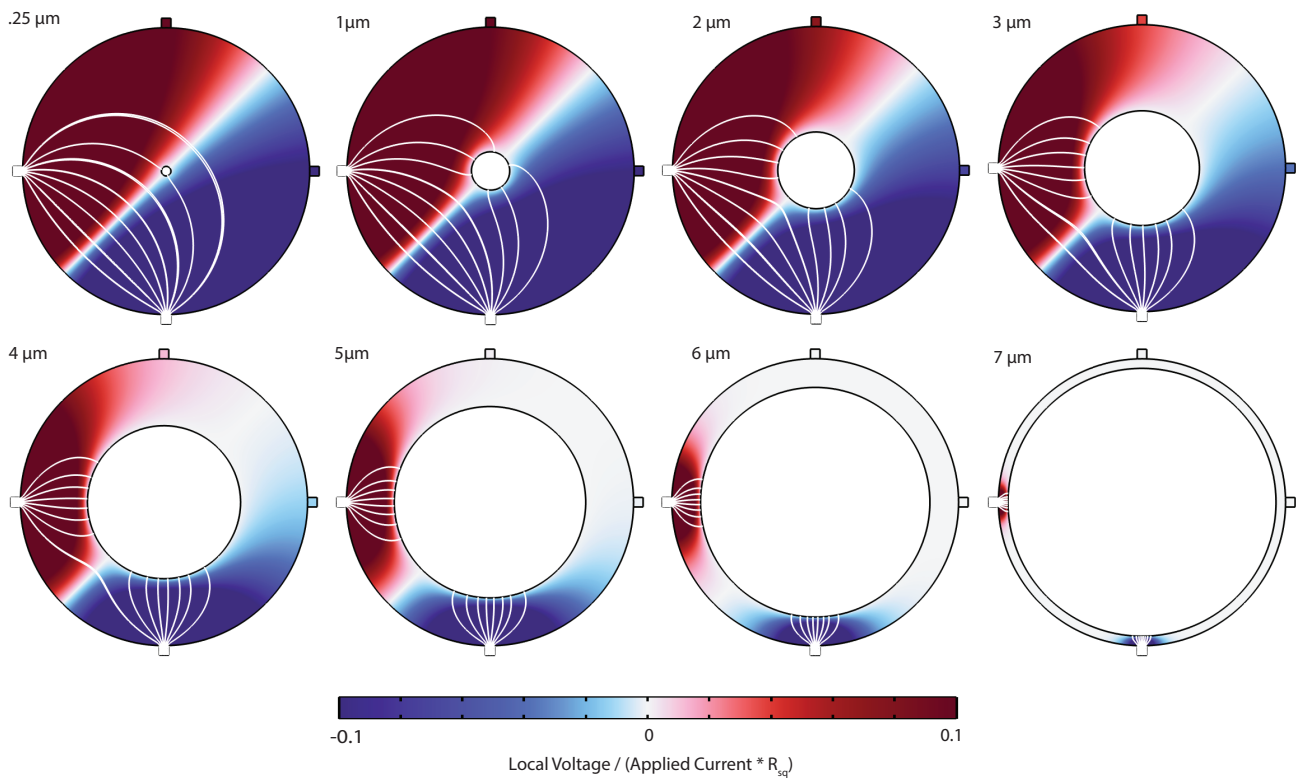 .25 µm
1µm
2 µm
3 µm
4 µm
5µm
6 µm
7 µm
-0.1
0
0.1
Local Voltage / (Applied Current * Rsq)